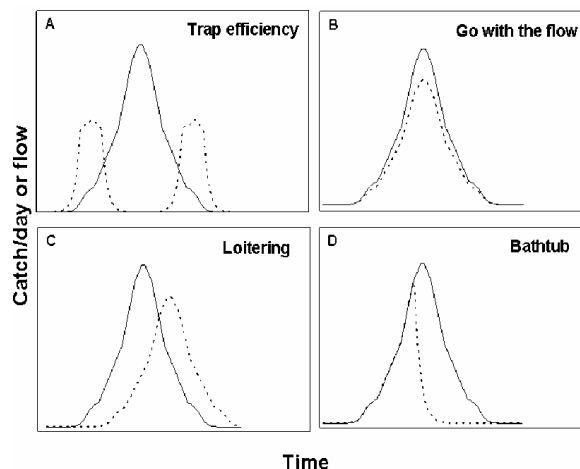 A
Trap efficiency
B
Go with the flow
C
Loitering
D
Bathtub
Catch/day or flow
Time